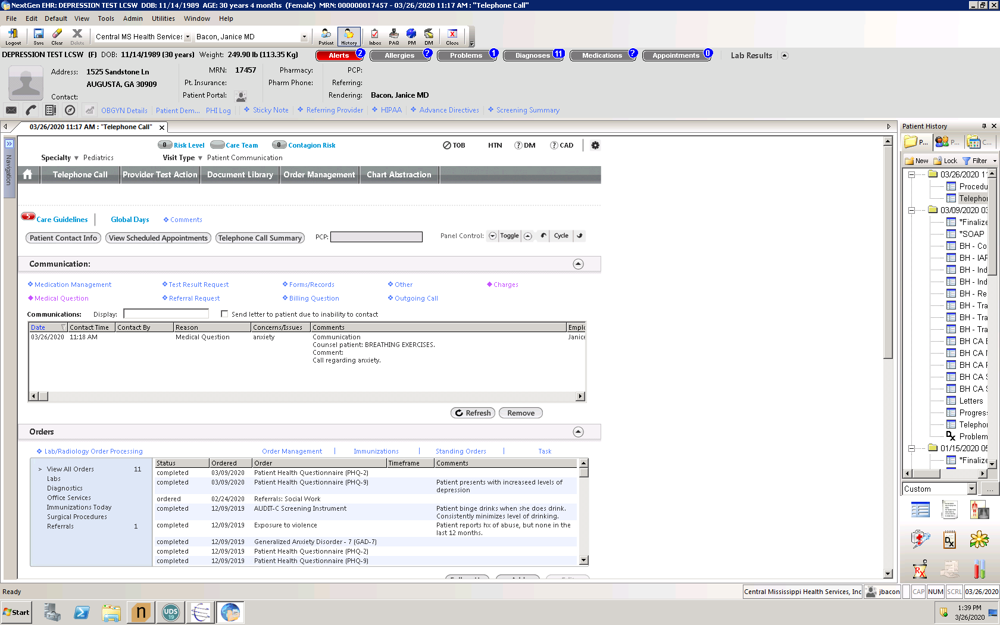 NextGen EHR: DEPRESSION TEST LCSW DOB: 11/14/1989 AGE: 30 years 4 months (Female) MRN: 000000017457 - 03/26/2020 11:17 AM : "Telephone Call"
File Edit Default View Tools Admin Utilities Window Help
Central MS Health Services Bacon, Janice MD
Logout Save Clear Delete Patient History Inbox PAQ PM DM Close
DEPRESSION TEST LCSW (F) DOB: 11/14/1989 (30 years) Weight: 249.90 lb (113.35 Kg) Alerts 2 Allergies ? Problems 1 Diagnoses 11 Medications ? Appointments 0 Lab Results
Address: 1525 Sandstone Ln MRN: 17457 Pharmacy: PCP:
AUGUSTA, GA 30909 Pt. Insurance: Pharm Phone: Referring:
Contact: Patient Portal: Rendering: Bacon, Janice MD
OBGYN Details Patient Dem... PHI Log Sticky Note Referring Provider HIPAA Advance Directives Screening Summary
03/26/2020 11:17 AM : "Telephone Call"
Navigation
0 Risk Level Care Team 0 Contagion Risk TOB HTN ? DM ? CAD
Specialty Pediatrics Visit Type Patient Communication
Telephone Call Provider Test Action Document Library Order Management Chart Abstraction
5 Care Guidelines Global Days Comments
Patient Contact Info View Scheduled Appointments Telephone Call Summary PCP: Panel Control: Toggle Cycle
Communication:
Medication Management Test Result Request Forms/Records Other Charges
Medical Question Referral Request Billing Question Outgoing Call
Communications: Display: Send letter to patient due to inability to contact
Date Contact Time Contact By Reason Concerns/Issues Comments Emplo
03/26/2020 11:18 AM Medical Question anxiety Communication Janice
Counsel patient: BREATHING EXERCISES.
Comment:
Call regarding anxiety.
Refresh Remove
Orders
Lab/Radiology Order Processing Order Management Immunizations Standing Orders Task
> View All Orders 11
Labs
Diagnostics
Office Services
Immunizations Today
Surgical Procedures
Referrals 1
Status Ordered Order Timeframe Comments
completed 03/09/2020 Patient Health Questionnaire (PHQ-2)
completed 03/09/2020 Patient Health Questionnaire (PHQ-9) Patient presents with increaseed levels of
depression
ordered 02/24/2020 Referrals: Social Work
completed 12/09/2019 AUDIT-C Screening Instrument Patient binge drinks when she does drink.
Consistently minimizes level of drinking.
completed 12/09/2019 Exposure to violence Patient reports hx of abuse, but none in the
last 12 months.
completed 12/09/2019 Generalized Anxiety Disorder - 7 (GAD-7)
completed 12/09/2019 Patient Health Questionnaire (PHQ-2)
completed 12/09/2019 Patient Health Questionnaire (PHQ-9)
Patient History
P... P... C...
New Lock Filter
03/26/2020 11
Procedu
Telepho
03/09/2020 03
*Finalize
*SOAP
BH - Co
BH - IAF
BH - Ind
BH - Ind
BH - Re
BH - Tra
BH - Tra
BH - Tra
BH CA
BH CA
BH CA
BH CA
BH CA
Letters
Progres
Telepho
Problem
01/15/2020 05
*Finalize
Custom ...
Ready Central Mississippi Health Services, Inc jbacon CAP NUM SCRL 03/26/2020
Start n UDS 19 1:39 PM
3/26/2020